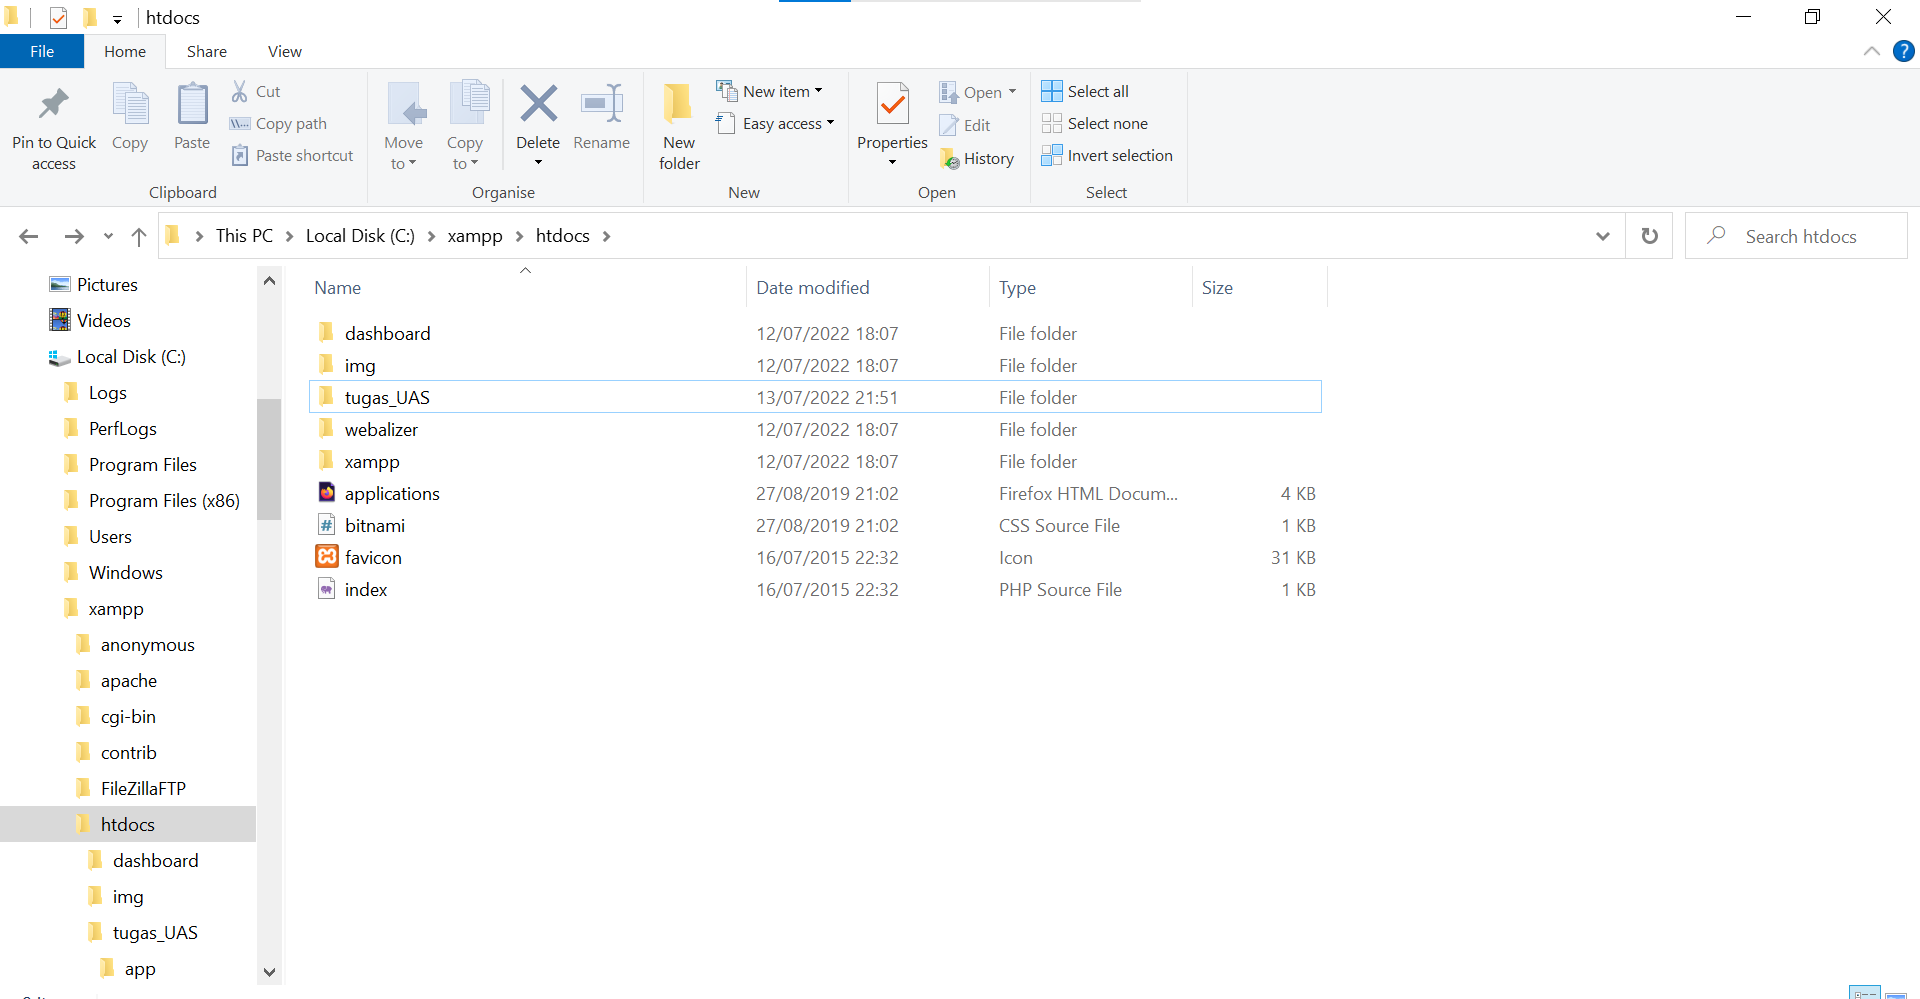 htdocs
File Home Share View
Pin to Quick access
Copy
Paste
Cut
Copy path
Paste shortcut
Clipboard
Move to
Copy to
Delete
Rename
Organise
New folder
New item
Easy access
New
Properties
Open
Edit
History
Open
Select all
Select none
Invert selection
Select
This PC > Local Disk (C:) > xampp > htdocs >
Search htdocs
Pictures
Videos
Local Disk (C:)
Logs
PerfLogs
Program Files
Program Files (x86)
Users
Windows
xampp
anonymous
apache
cgi-bin
contrib
FileZillaFTP
htdocs
dashboard
img
tugas_UAS
app
Name Date modified Type Size
dashboard 12/07/2022 18:07 File folder
img 12/07/2022 18:07 File folder
tugas_UAS 13/07/2022 21:51 File folder
webalizer 12/07/2022 18:07 File folder
xampp 12/07/2022 18:07 File folder
applications 27/08/2019 21:02 Firefox HTML Docum... 4 KB
bitnami 27/08/2019 21:02 CSS Source File 1 KB
favicon 16/07/2015 22:32 Icon 31 KB
index 16/07/2015 22:32 PHP Source File 1 KB